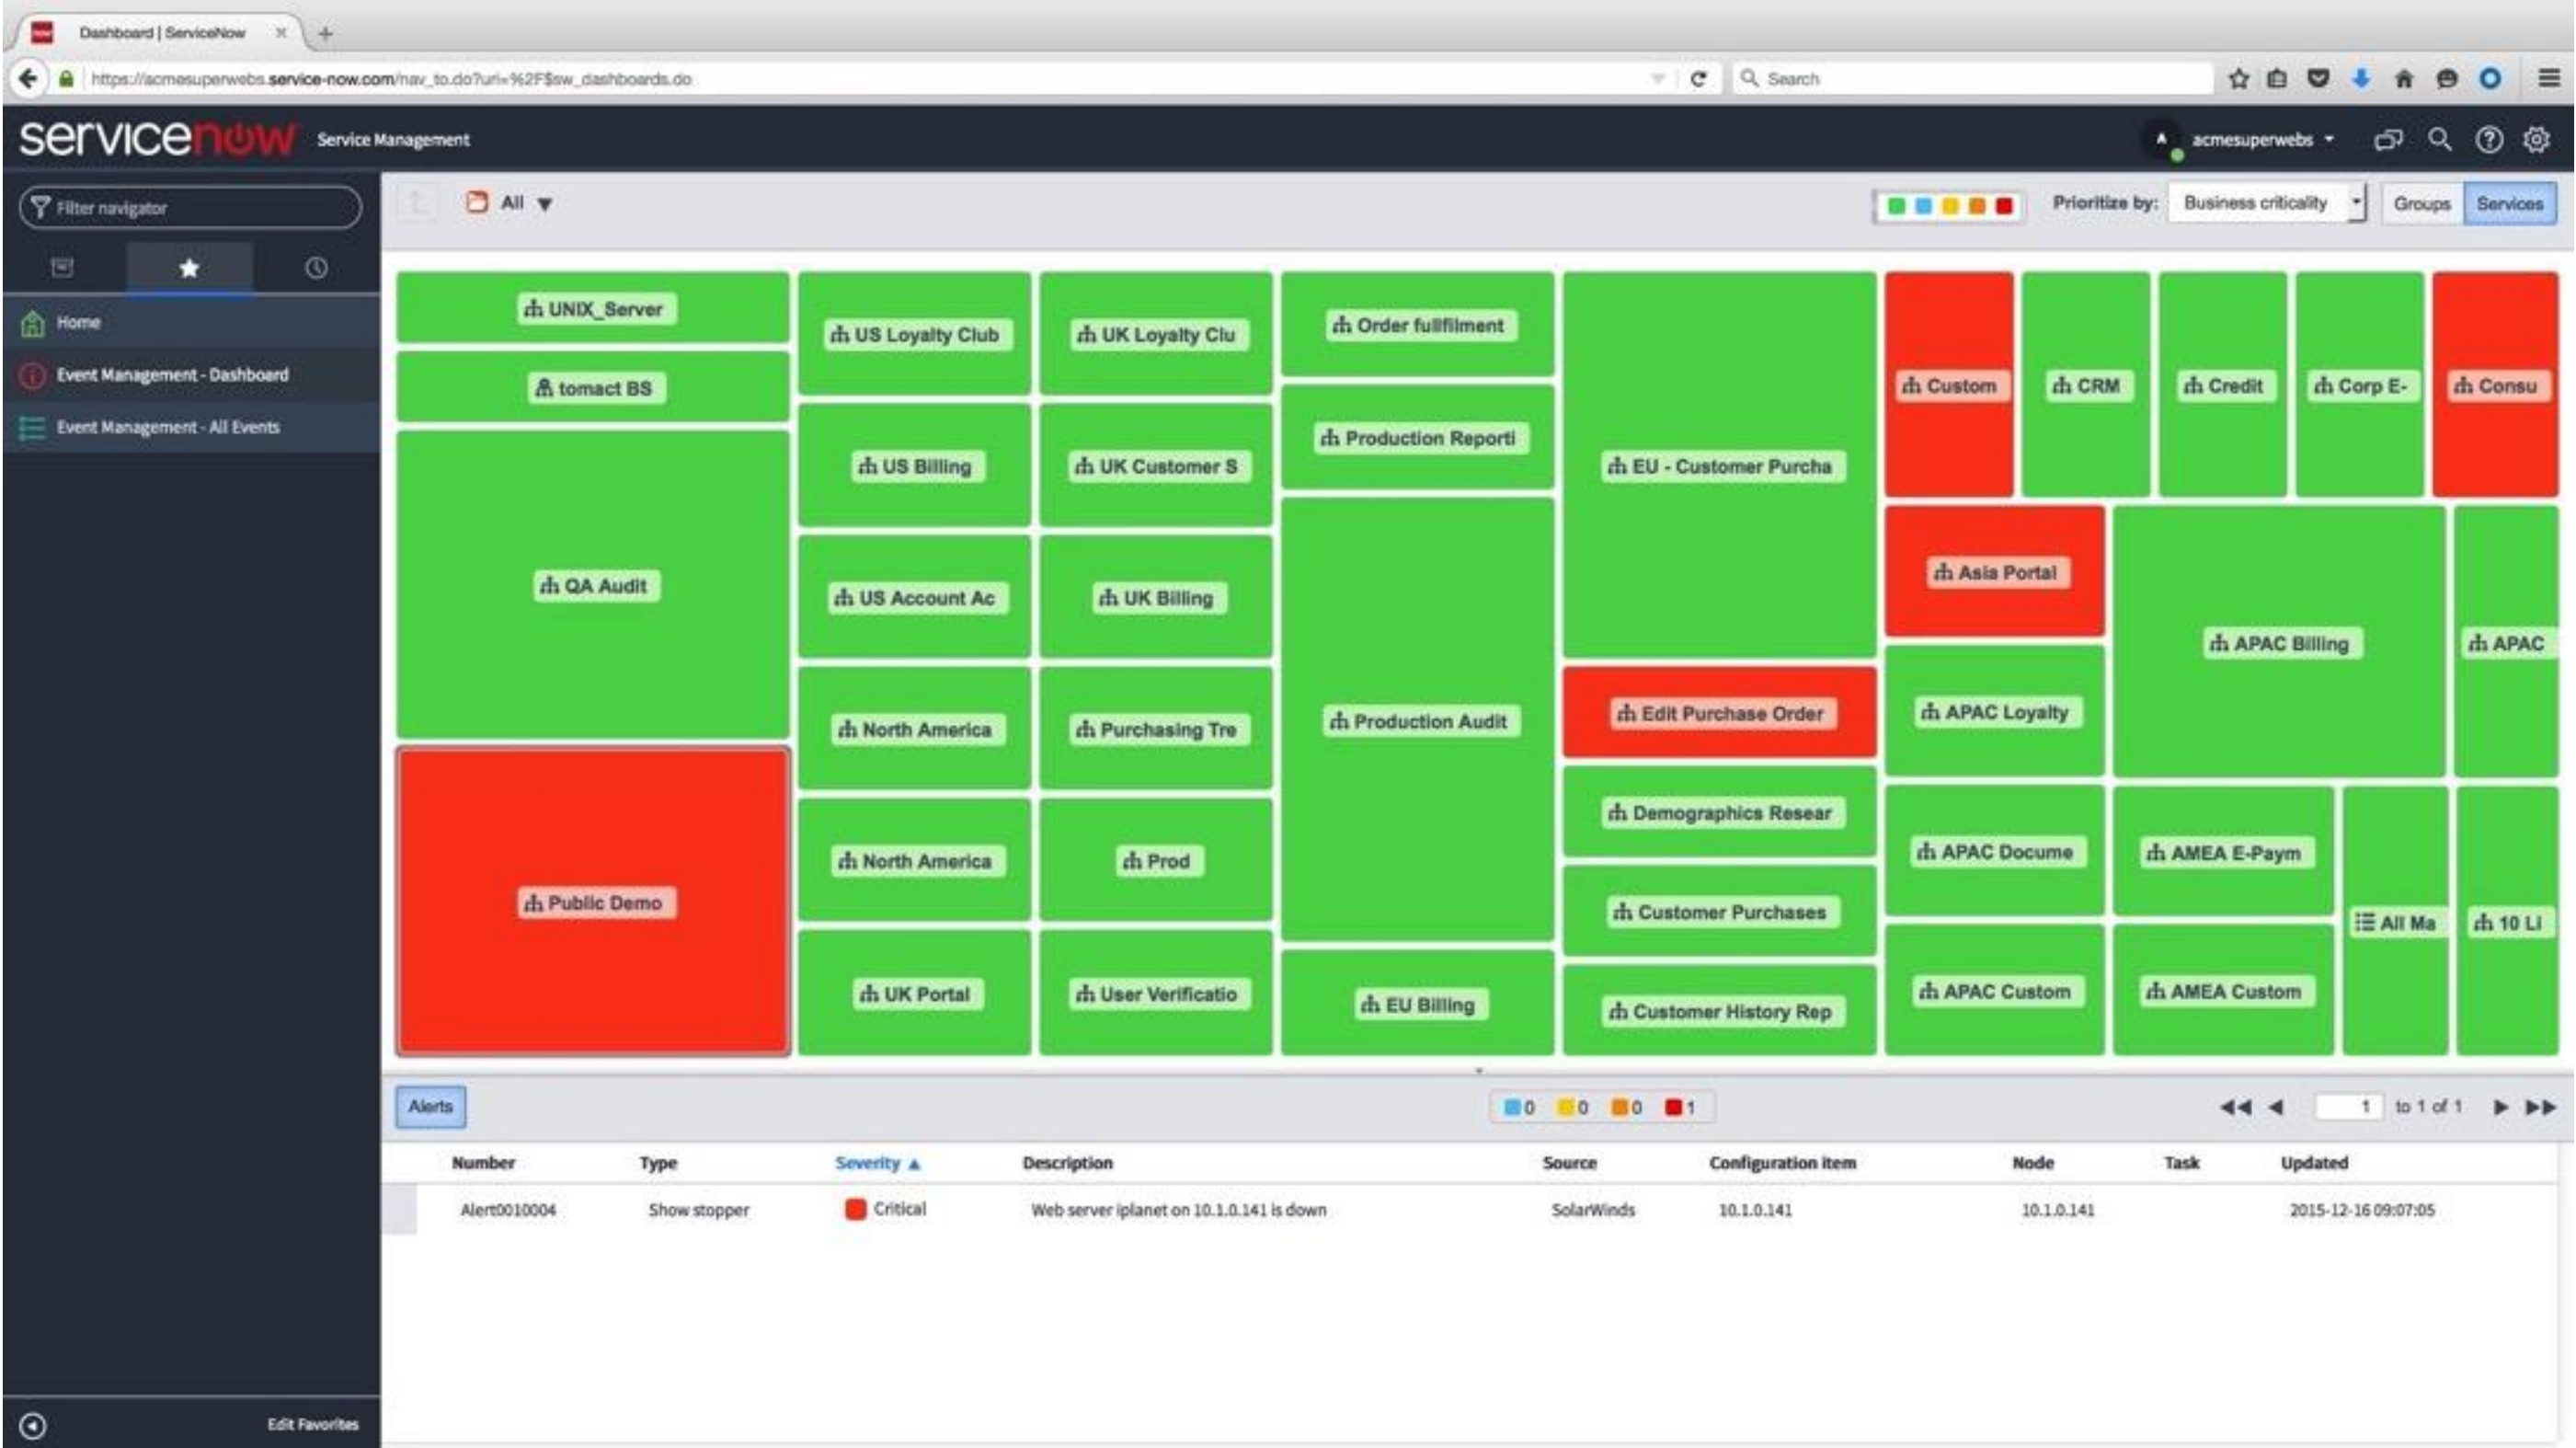 Dashboard | ServiceNow
https://acmesuperwebs.service-now.com/nav_to.do?uri=%2F$sw_dashboards.do
Search
servicenow Service Management
A acmesuperwebs
Filter navigator
All
Prioritize by: Business criticality Groups Services
Home
Event Management - Dashboard
Event Management - All Events
UNIX_Server
tomact BS
QA Audit
Public Demo
US Loyalty Club
US Billing
US Account Ac
North America
North America
UK Portal
UK Loyalty Clu
UK Customer S
UK Billing
Purchasing Tre
Prod
User Verificatio
Order fullfilment
Production Reporti
Production Audit
EU Billing
EU - Customer Purcha
Edit Purchase Order
Demographics Resear
Customer Purchases
Customer History Rep
Custom
CRM
Credit
Corp E-
Consu
Asia Portal
APAC Loyalty
APAC Billing
APAC
APAC Docume
APAC Custom
AMEA E-Paym
AMEA Custom
All Ma
10 Li
Alerts
0 0 0 1
1 to 1 of 1
Number Type Severity Description Source Configuration item Node Task Updated
Alert0010004 Show stopper Critical Web server iplanet on 10.1.0.141 is down SolarWinds 10.1.0.141 10.1.0.141 2015-12-16 09:07:05
Edit Favorites